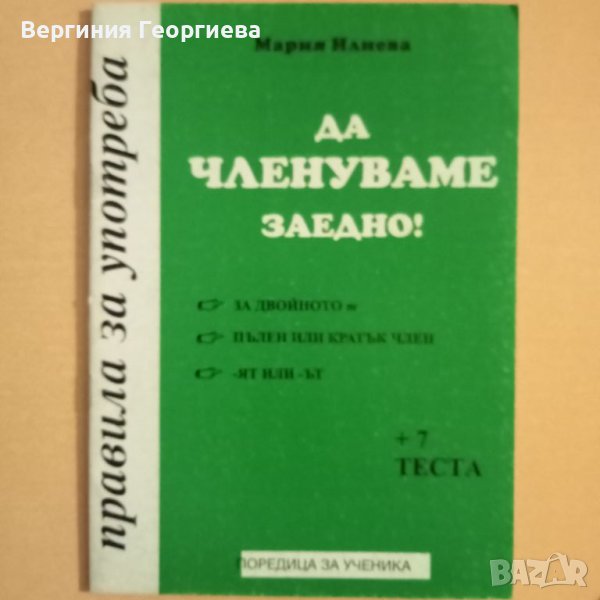 Вергиния Георгиева
Мария Илиева
правила за употреба
ДА
ЧЛЕНУВАМЕ
ЗАЕДНО!
ЗА ДВОЙНОТО т
ПЪЛЕН ИЛИ КРАТЪК ЧЛЕН
-ЯТ ИЛИ -ЪТ
+ 7
ТЕСТА
ПОРЕДИЦА ЗА УЧЕНИКА
BAZAR